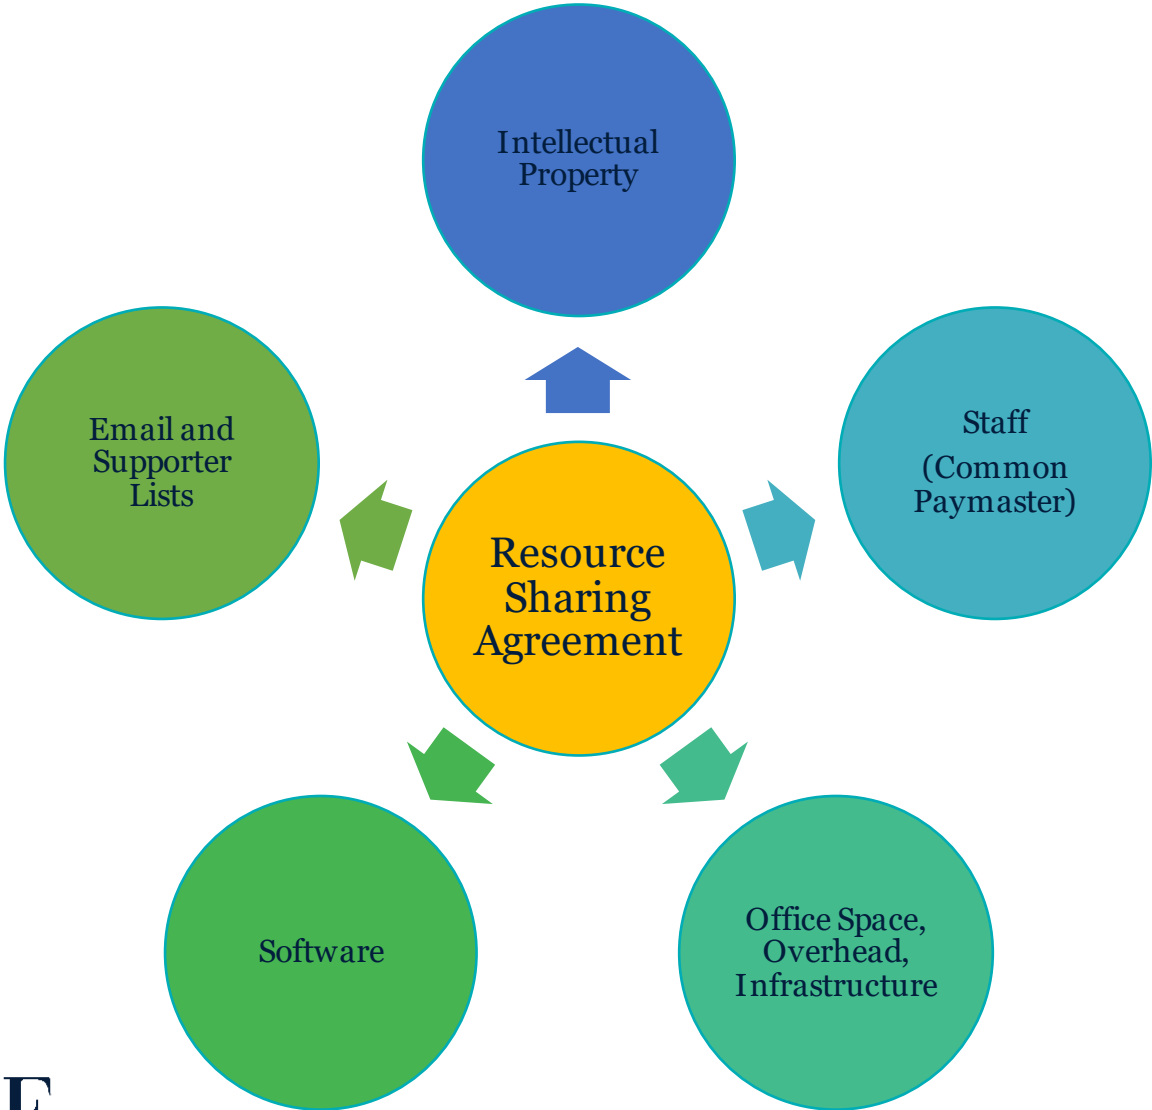 Intellectual
Property
Email and
Supporter
Lists
Staff
(Common
Paymaster)
Resource
Sharing
Agreement
Software
Office Space,
Overhead,
Infrastructure